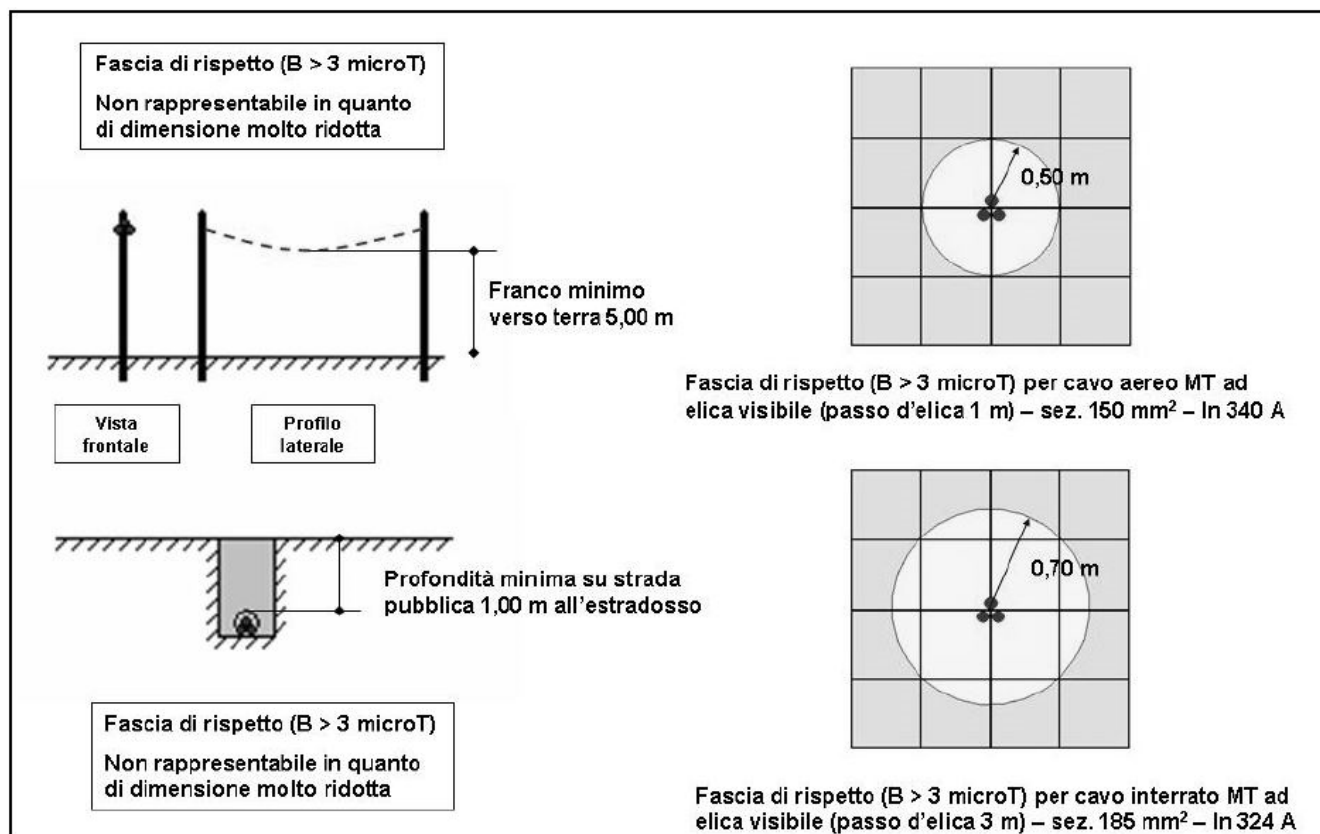 Fascia di rispetto (B > 3 microT)
Non rappresentabile in quanto
di dimensione molto ridotta
Franco minimo
verso terra 5,00 m
Vista
frontale
Profilo
laterale
Profondità minima su strada
pubblica 1,00 m all'estradosso
Fascia di rispetto (B > 3 microT)
Non rappresentabile in quanto
di dimensione molto ridotta
0,50 m
Fascia di rispetto (B > 3 microT) per cavo aereo MT ad
elica visibile (passo d'elica 1 m) – sez. 150 mm² – In 340 A
0,70 m
Fascia di rispetto (B > 3 microT) per cavo interrato MT ad
elica visibile (passo d'elica 3 m) – sez. 185 mm² – In 324 A